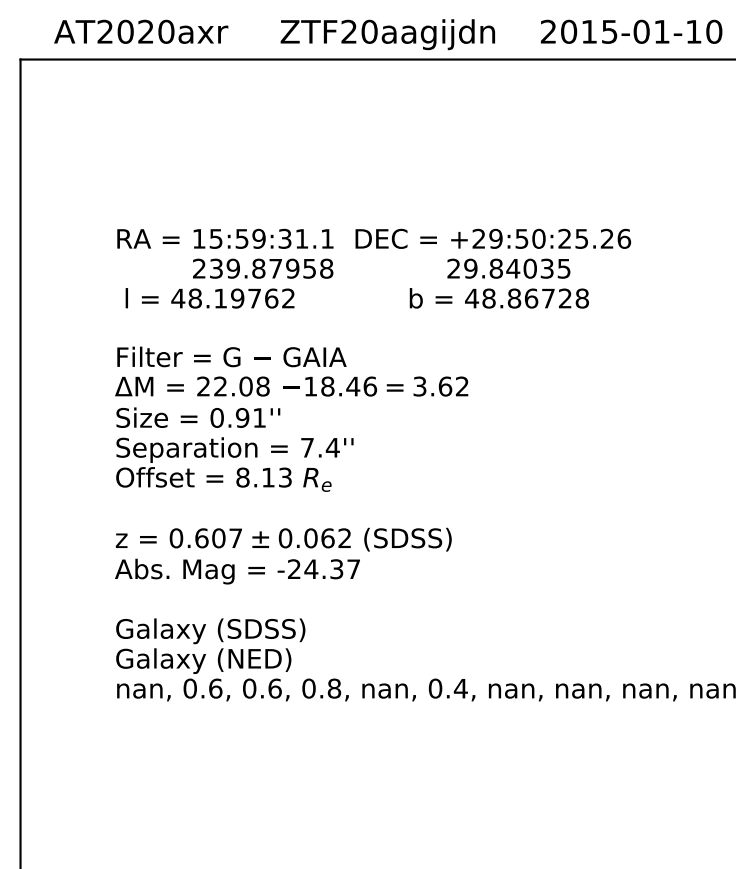 AT2020axr ZTF20aagijdn 2015-01-10
RA = 15:59:31.1 DEC = +29:50:25.26
239.87958 29.84035
l = 48.19762 b = 48.86728
Filter = G − GAIA
ΔM = 22.08 −18.46 = 3.62
Size = 0.91''
Separation = 7.4''
Offset = 8.13 Re
z = 0.607 ± 0.062 (SDSS)
Abs. Mag = -24.37
Galaxy (SDSS)
Galaxy (NED)
nan, 0.6, 0.6, 0.8, nan, 0.4, nan, nan, nan, nan